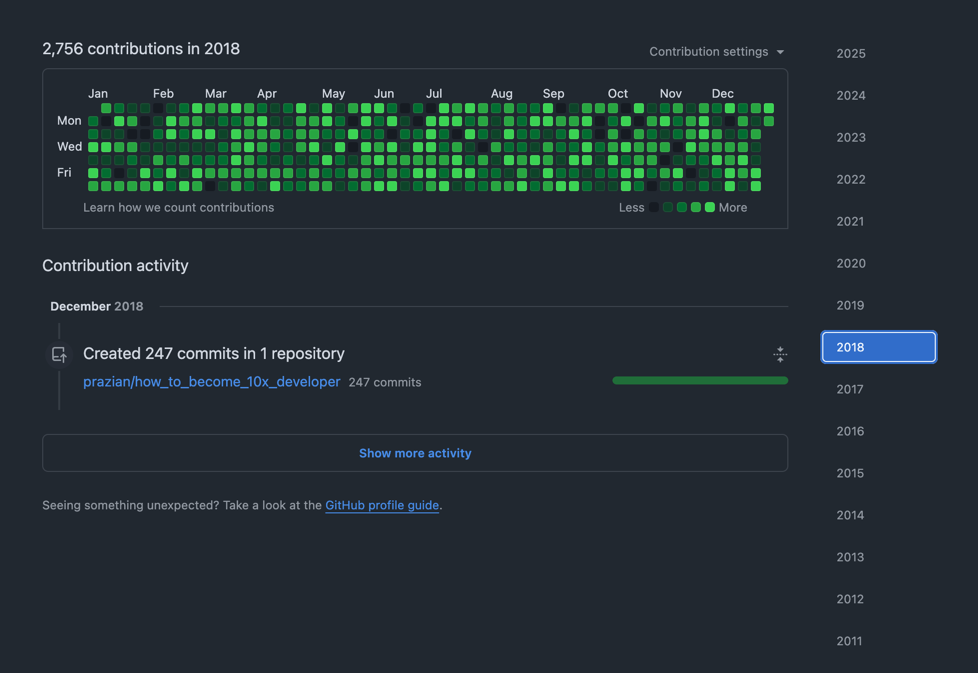 2,756 contributions in 2018
Contribution settings
Jan Feb Mar Apr May Jun Jul Aug Sep Oct Nov Dec
Mon
Wed
Fri
Learn how we count contributions
Less More
Contribution activity
December 2018
Created 247 commits in 1 repository
prazian/how_to_become_10x_developer 247 commits
Show more activity
Seeing something unexpected? Take a look at the GitHub profile guide.
2025
2024
2023
2022
2021
2020
2019
2018
2017
2016
2015
2014
2013
2012
2011